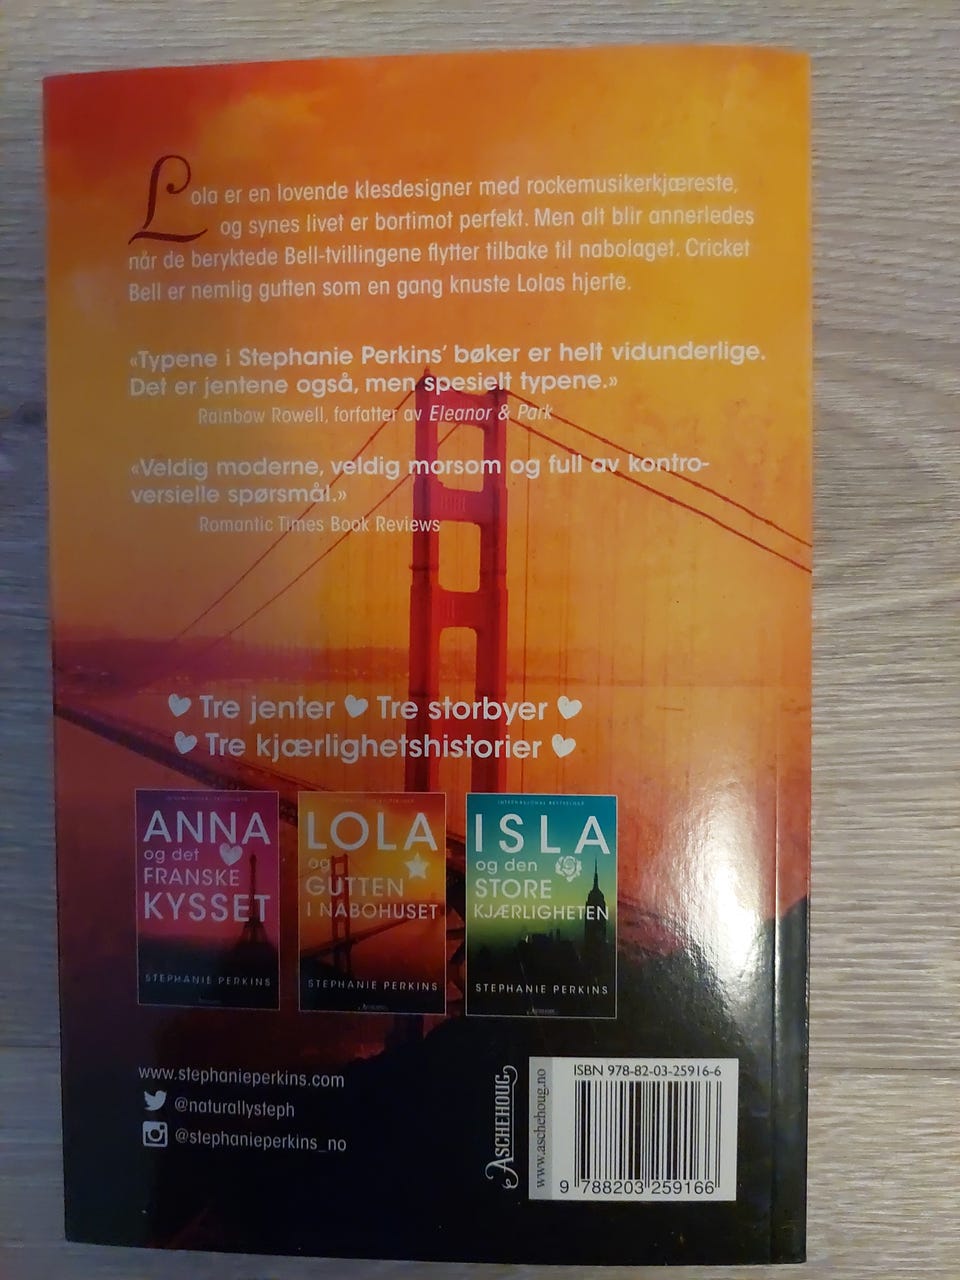 Lola er en lovende klesdesigner med rockemusikerkjæreste,
og synes livet er bortimot perfekt. Men alt blir annerledes
når de beryktede Bell-tvillingene flytter tilbake til nabolaget. Cricket
Bell er nemlig gutten som en gang knuste Lolas hjerte.
«Typene i Stephanie Perkins' bøker er helt vidunderlige.
Det er jentene også, men spesielt typene.»
Rainbow Rowell, forfatter av Eleanor & Park
«Veldig moderne, veldig morsom og full av kontro-
versielle spørsmål.»
Romantic Times Book Reviews
Tre jenter Tre storbyer
Tre kjærlighetshistorier
INTERNASJONAL BESTSELGER
ANNA
og det
FRANSKE
KYSSET
STEPHANIE PERKINS
INTERNASJONAL BESTSELGER
LOLA
og
GUTTEN
I NABOHUSET
STEPHANIE PERKINS
INTERNASJONAL BESTSELGER
ISLA
og den
STORE
KJÆRLIGHETEN
STEPHANIE PERKINS
www.stephanieperkins.com
@naturallysteph
@stephanieperkins_no
ASCHEHOUG
www.aschehoug.no
ISBN 978-82-03-25916-6
9 788203 259166